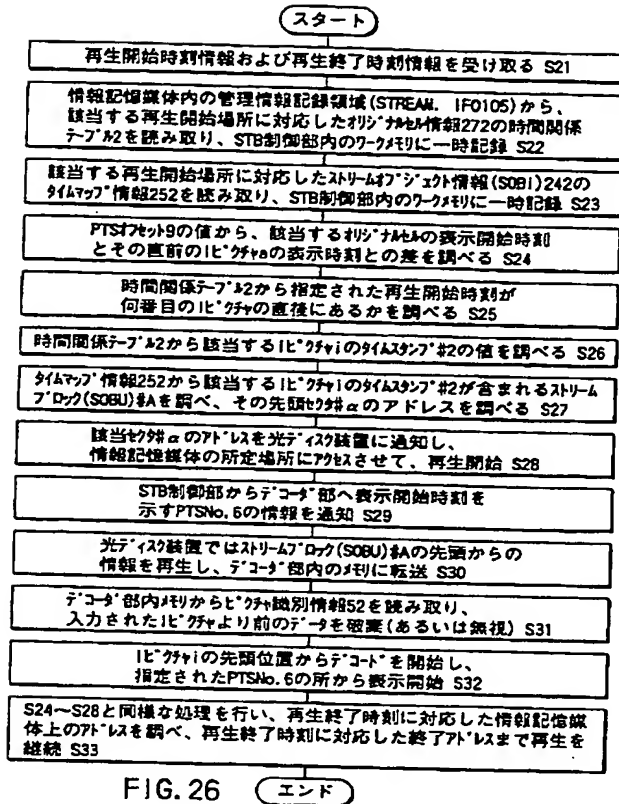 スタート
再生開始時刻情報および再生終了時刻情報を受け取る S21
情報記憶媒体内の管理情報記録領域(STREAM. IFO105)から、
該当する再生開始場所に対応したオリジナルセル情報272の時間関係
テーブル2を読み取り、STB制御部内のワークメモリに一時記録 S22
該当する再生開始場所に対応したストリームオブジェクト情報(SOBI)242の
タイムマップ情報252を読み取り、STB制御部内のワークメモリに一時記録 S23
PTSオフセット9の値から、該当するオリジナルセルの表示開始時刻
とその直前のIピクチャaの表示時刻との差を調べる S24
時間関係テーブル2から指定された再生開始時刻が
何番目のIピクチャの直後にあるかを調べる S25
時間関係テーブル2から該当するIピクチャiのタイムスタンプ#2の値を調べる S26
タイムマップ情報252から該当するIピクチャiのタイムスタンプ#2が含まれるストリーム
ブロック(SOBU)#Aを調べ、その先頭セクタ#αのアドレスを調べる S27
該当セクタ#αのアドレスを光ディスク装置に通知し、
情報記憶媒体の所定場所にアクセスさせて、再生開始 S28
STB制御部からデコーダ部へ表示開始時刻を
示すPTSNo.6の情報を通知 S29
光ディスク装置ではストリームブロック(SOBU)#Aの先頭からの
情報を再生し、デコーダ部内のメモリに転送 S30
デコーダ部内メモリからピクチャ識別情報52を読み取り、
入力されたIピクチャより前のデータを破棄(あるいは無視) S31
Iピクチャiの先頭位置からデコードを開始し、
指定されたPTSNo.6の所から表示開始 S32
S24～S28と同様な処理を行い、再生終了時刻に対応した情報記憶媒
体上のアドレスを調べ、再生終了時刻に対応した終了アドレスまで再生を
継続 S33
エンド
FIG. 26